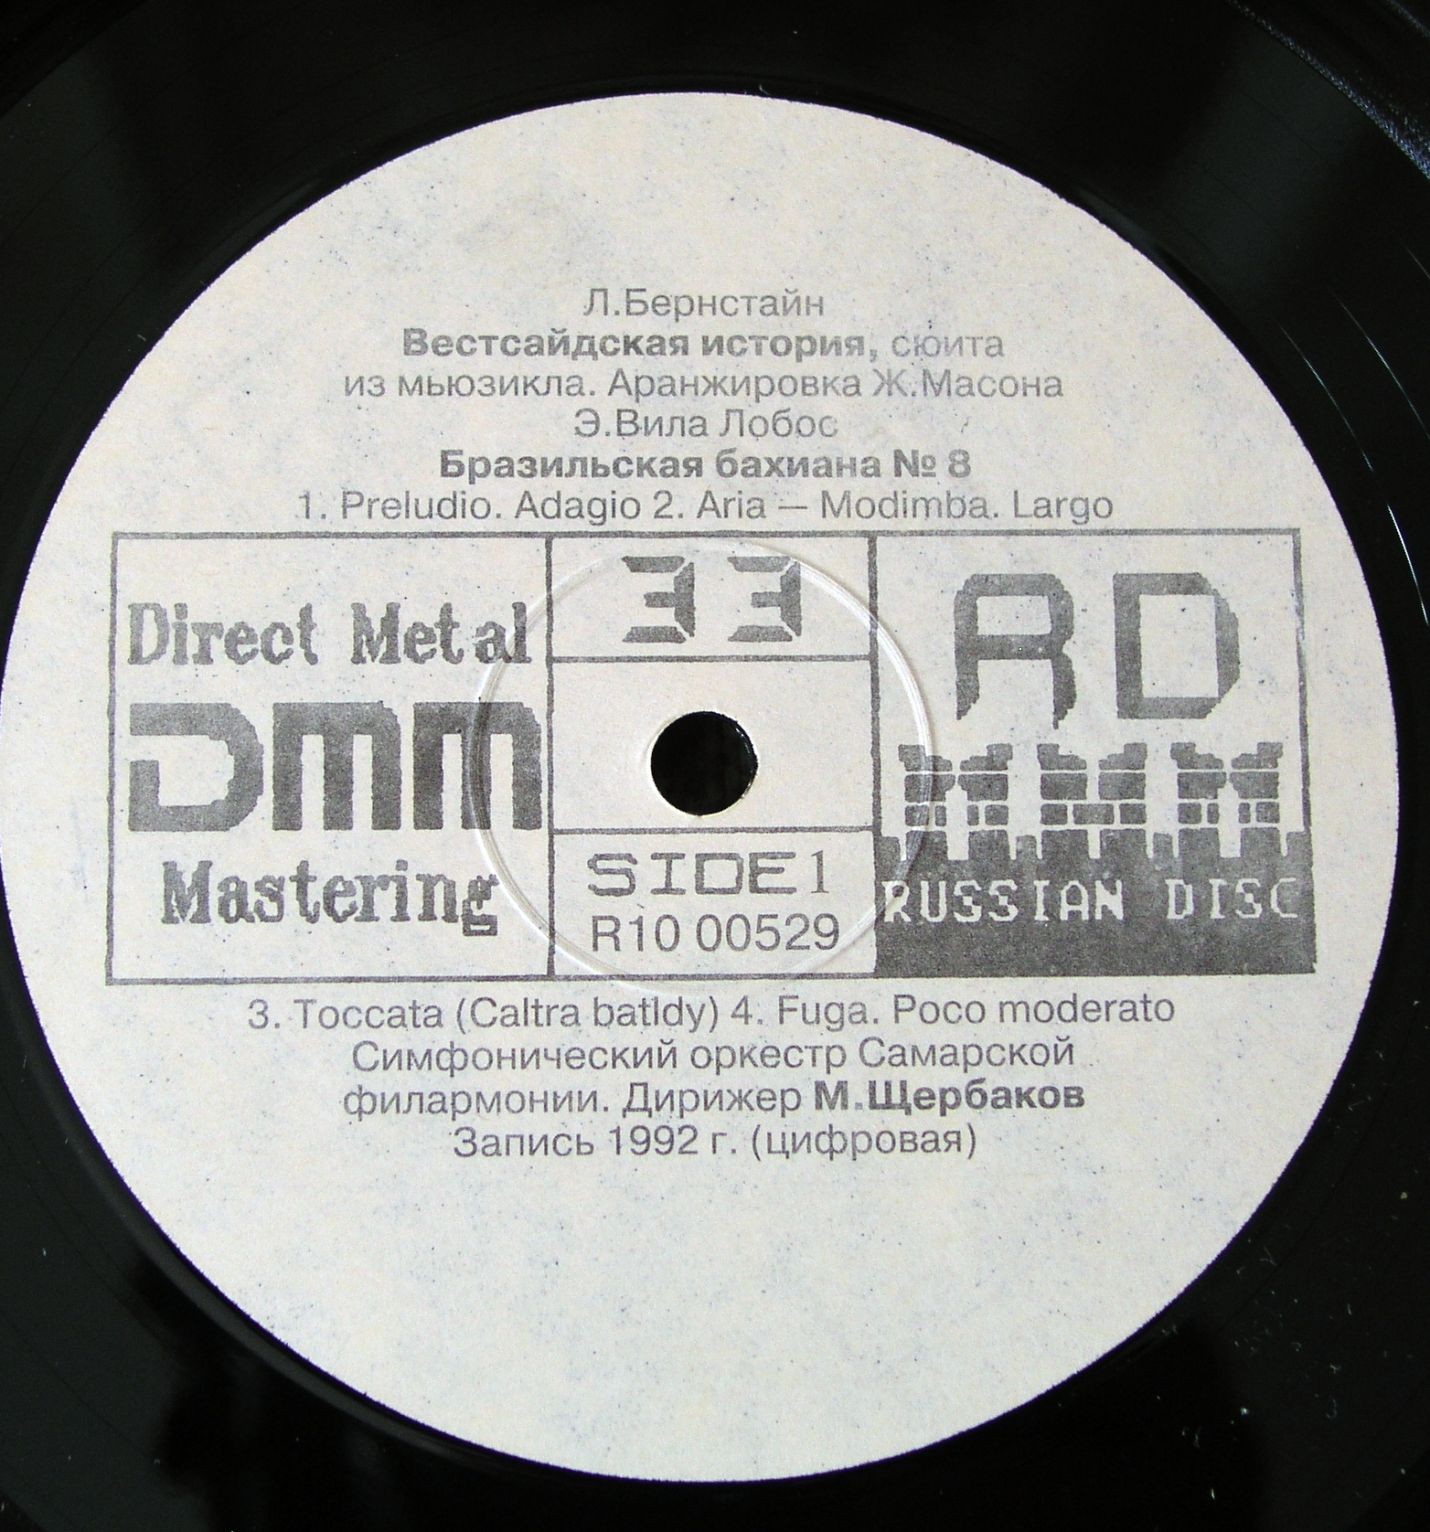 Л.Бернстайн
Вестсайдская история, сюита
из мьюзикла. Аранжировка Ж.Масона
Э.Вила Лобос
Бразильская бахиана № 8
1. Preludio. Adagio 2. Aria — Modimba. Largo
Direct Metal
DMM
Mastering
33
SIDE 1
R10 00529
RD
RUSSIAN DISC
3. Toccata (Caltra batldy) 4. Fuga. Poco moderato
Симфонический оркестр Самарской
филармонии. Дирижер М.Щербаков
Запись 1992 г. (цифровая)